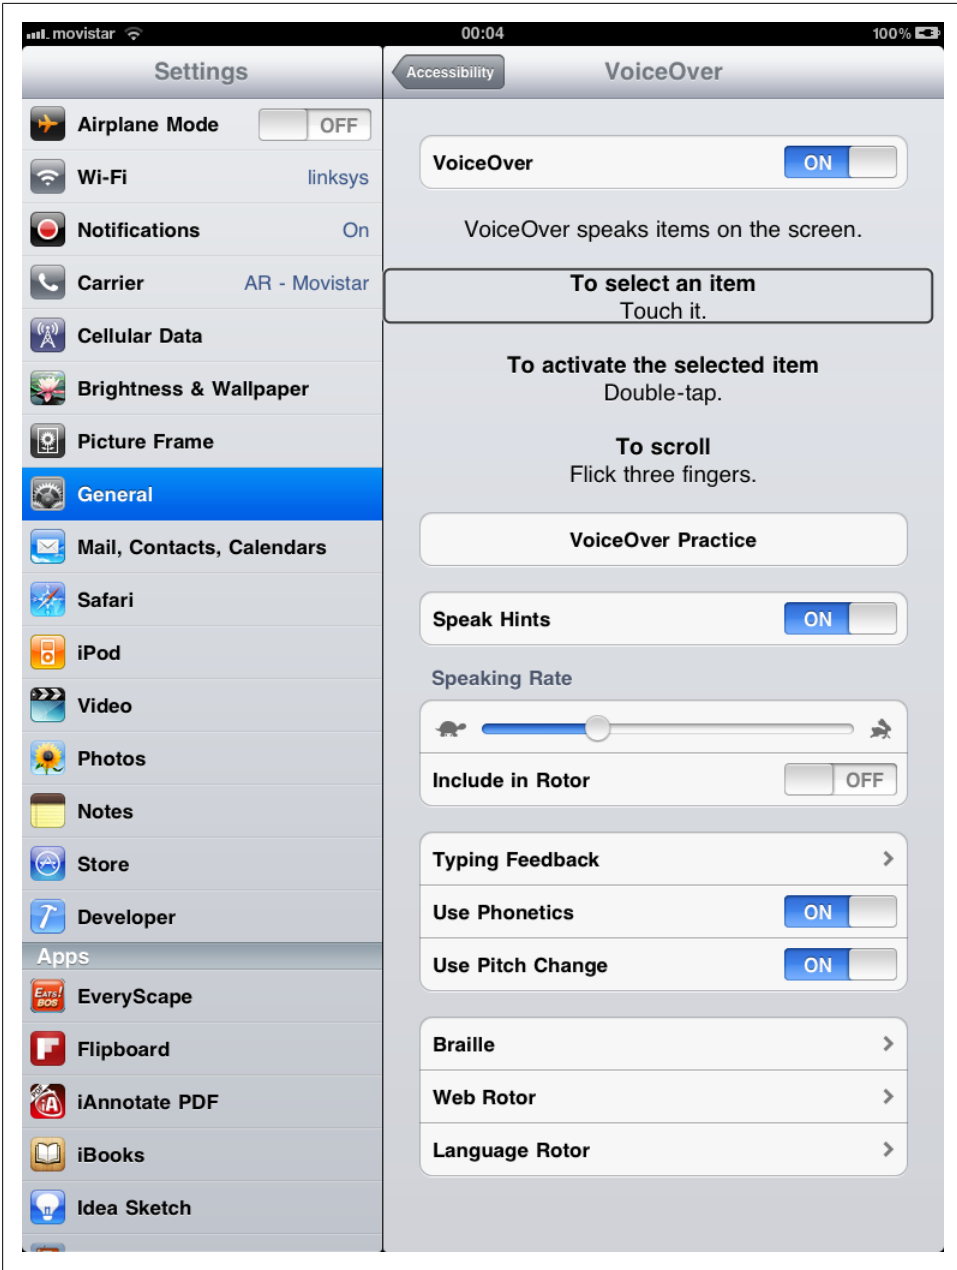 movistar 00:04 100%
Settings
Airplane Mode OFF
Wi-Fi linksys
Notifications On
Carrier AR - Movistar
Cellular Data
Brightness & Wallpaper
Picture Frame
General
Mail, Contacts, Calendars
Safari
iPod
Video
Photos
Notes
Store
Developer
Apps
EveryScape
Flipboard
iAnnotate PDF
iBooks
Idea Sketch
Accessibility VoiceOver
VoiceOver ON
VoiceOver speaks items on the screen.
To select an item
Touch it.
To activate the selected item
Double-tap.
To scroll
Flick three fingers.
VoiceOver Practice
Speak Hints ON
Speaking Rate
Include in Rotor OFF
Typing Feedback
Use Phonetics ON
Use Pitch Change ON
Braille
Web Rotor
Language Rotor